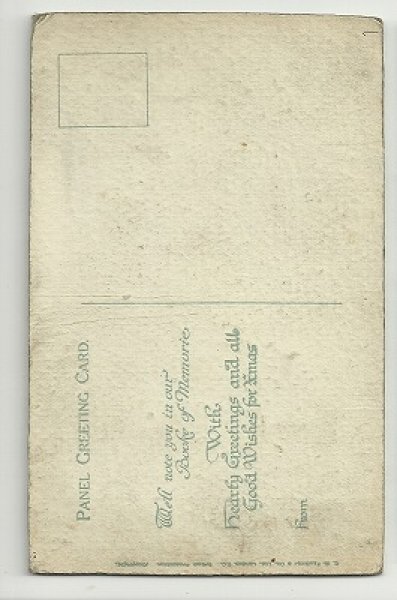 PANEL GREETING CARD.
We'll note you in our
Books of Memorie.
With
Hearty Greetings and all
Good Wishes for Xmas
From